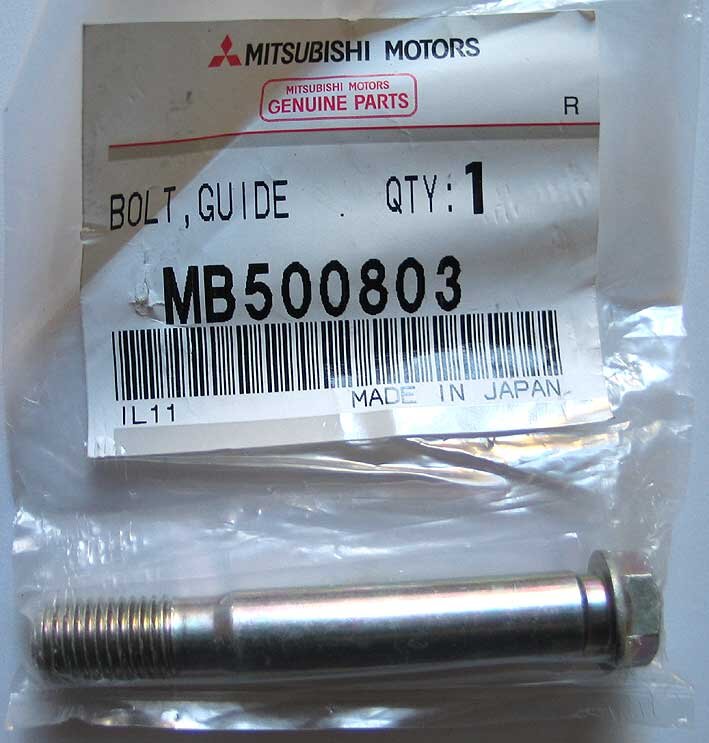 MITSUBISHI MOTORS
MITSUBISHI MOTORS
GENUINE PARTS
R
BOLT,GUIDE QTY:1
MB500803
IL11 MADE IN JAPAN